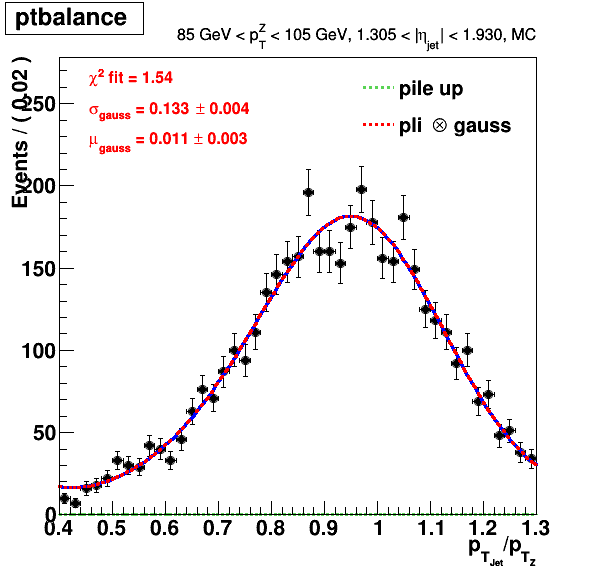 ptbalance
85 GeV < p_T^Z < 105 GeV, 1.305 < |η_jet| < 1.930, MC
χ² fit = 1.54
σ_gauss = 0.133 ± 0.004
μ_gauss = 0.011 ± 0.003
pile up
pli ⊗ gauss
Events / ( 0.02 )
250
200
150
100
50
0
0.4 0.5 0.6 0.7 0.8 0.9 1 1.1 1.2 1.3
p_T_Jet/p_T_Z